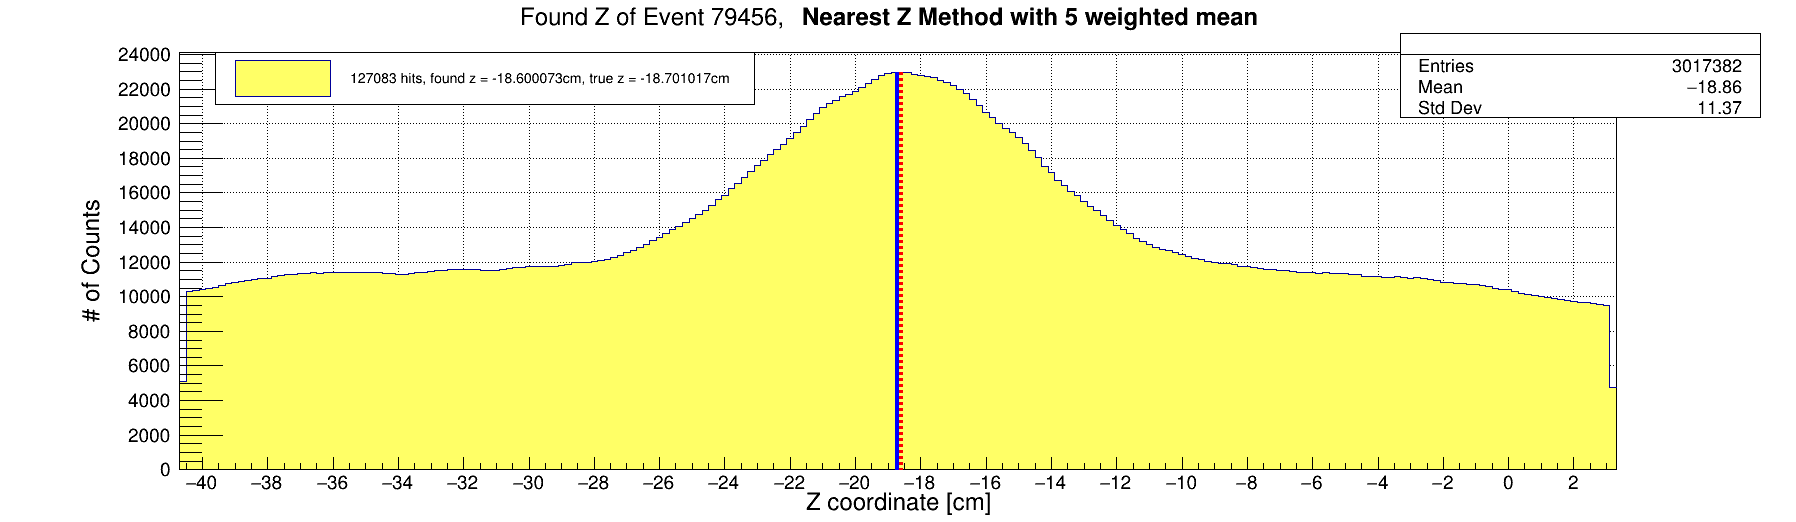 Found Z of Event 79456, Nearest Z Method with 5 weighted mean
127083 hits, found z = -18.600073cm, true z = -18.701017cm
Entries 3017382
Mean −18.86
Std Dev 11.37
# of Counts
24000
22000
20000
18000
16000
14000
12000
10000
8000
6000
4000
2000
0
−40 −38 −36 −34 −32 −30 −28 −26 −24 −22 −20 −18 −16 −14 −12 −10 −8 −6 −4 −2 0 2
Z coordinate [cm]